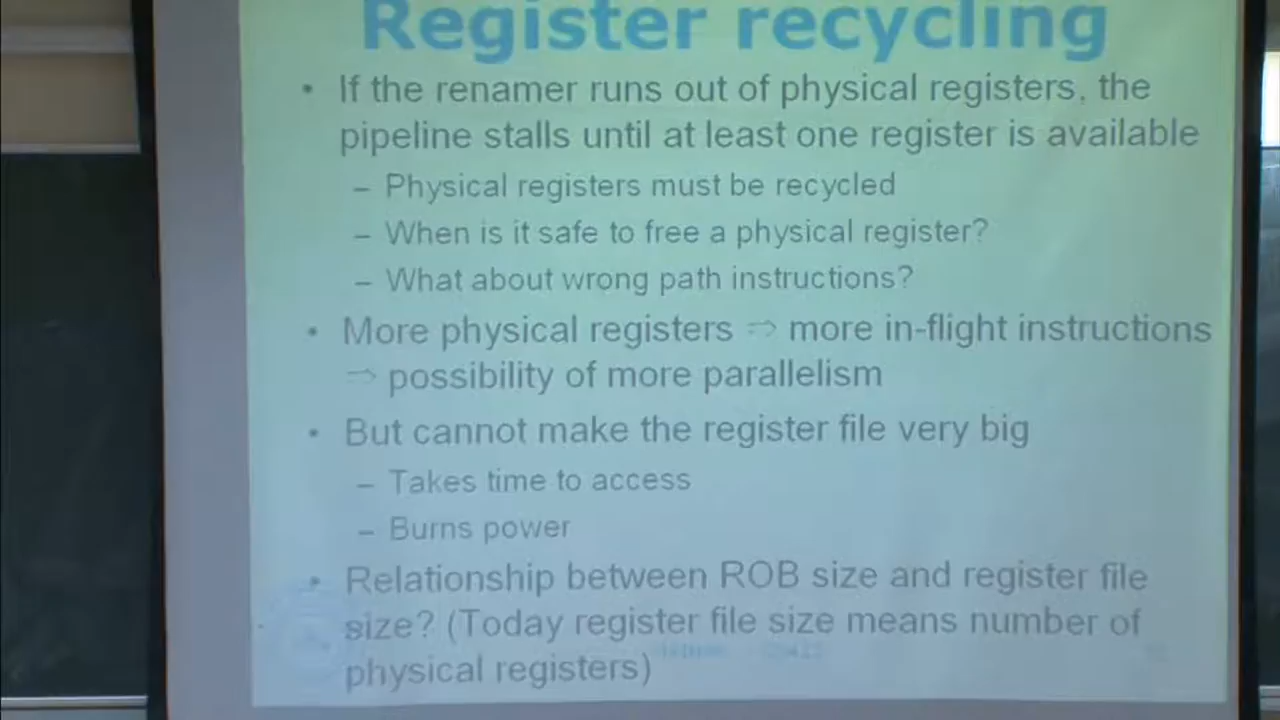 Register recycling
• If the renamer runs out of physical registers, the
pipeline stalls until at least one register is available
– Physical registers must be recycled
– When is it safe to free a physical register?
– What about wrong path instructions?
• More physical registers ⇒ more in-flight instructions
⇒ possibility of more parallelism
• But cannot make the register file very big
– Takes time to access
– Burns power
• Relationship between ROB size and register file
size? (Today register file size means number of
physical registers)